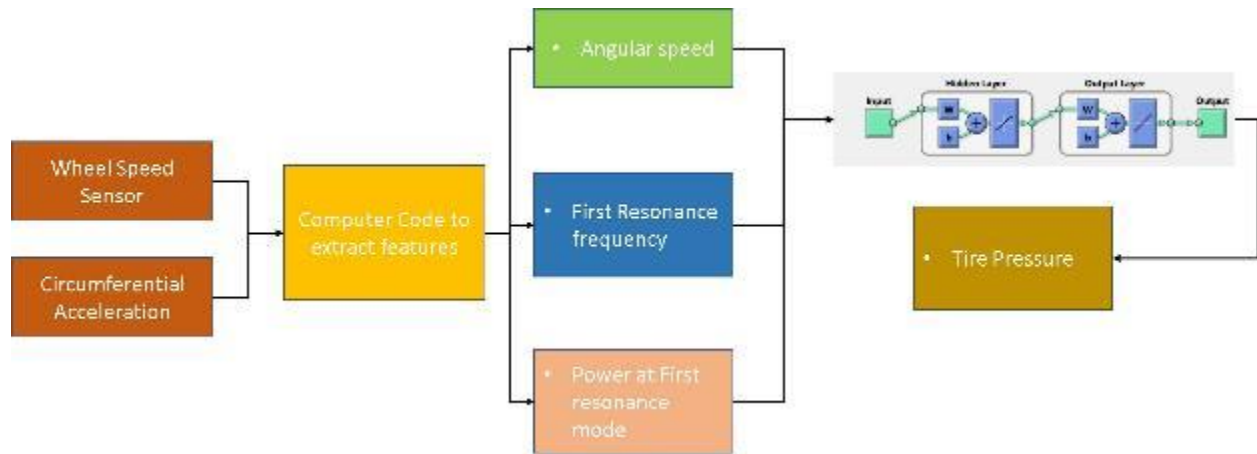 Wheel Speed
Sensor
Circumferential
Acceleration
Computer Code to
extract features
• Angular speed
• First Resonance
frequency
• Power at First
resonance
mode
Hidden Layer
Output Layer
Input
Output
W
b
W
b
• Tire Pressure